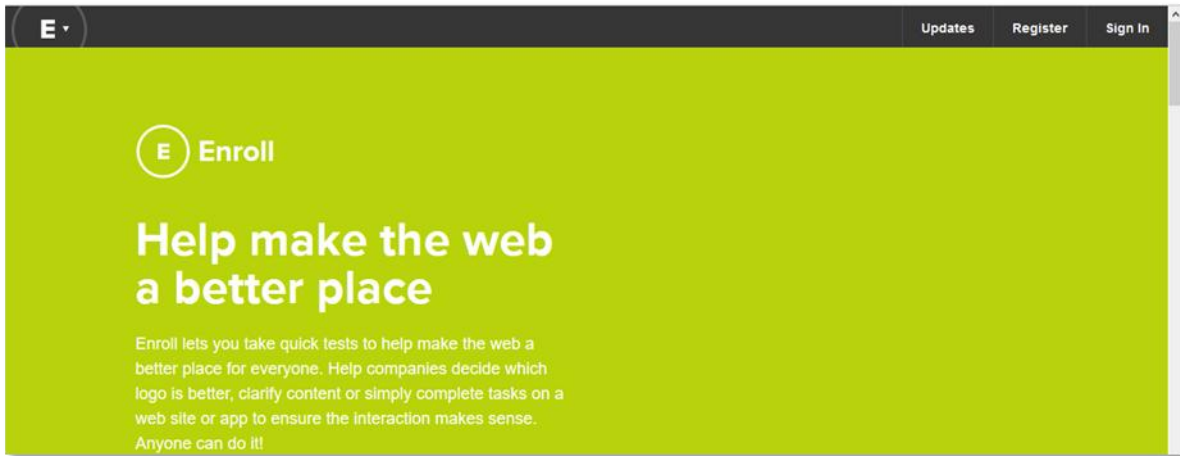 E
Updates Register Sign In
E Enroll
Help make the web
a better place
Enroll lets you take quick tests to help make the web a
better place for everyone. Help companies decide which
logo is better, clarify content or simply complete tasks on a
web site or app to ensure the interaction makes sense.
Anyone can do it!